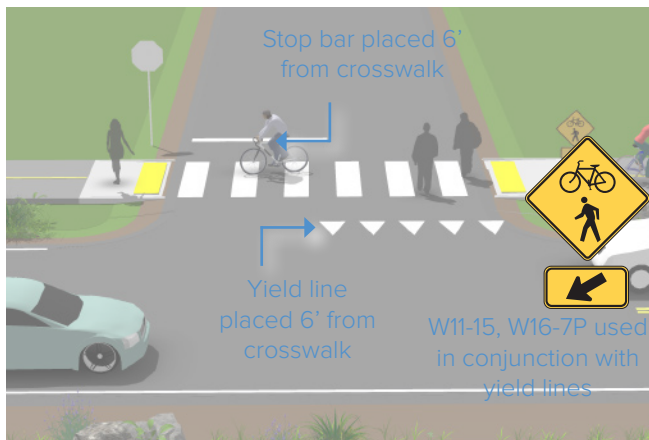 Stop bar placed 6’
from crosswalk
Yield line
placed 6’ from
crosswalk
W11-15, W16-7P used
in conjunction with
yield lines